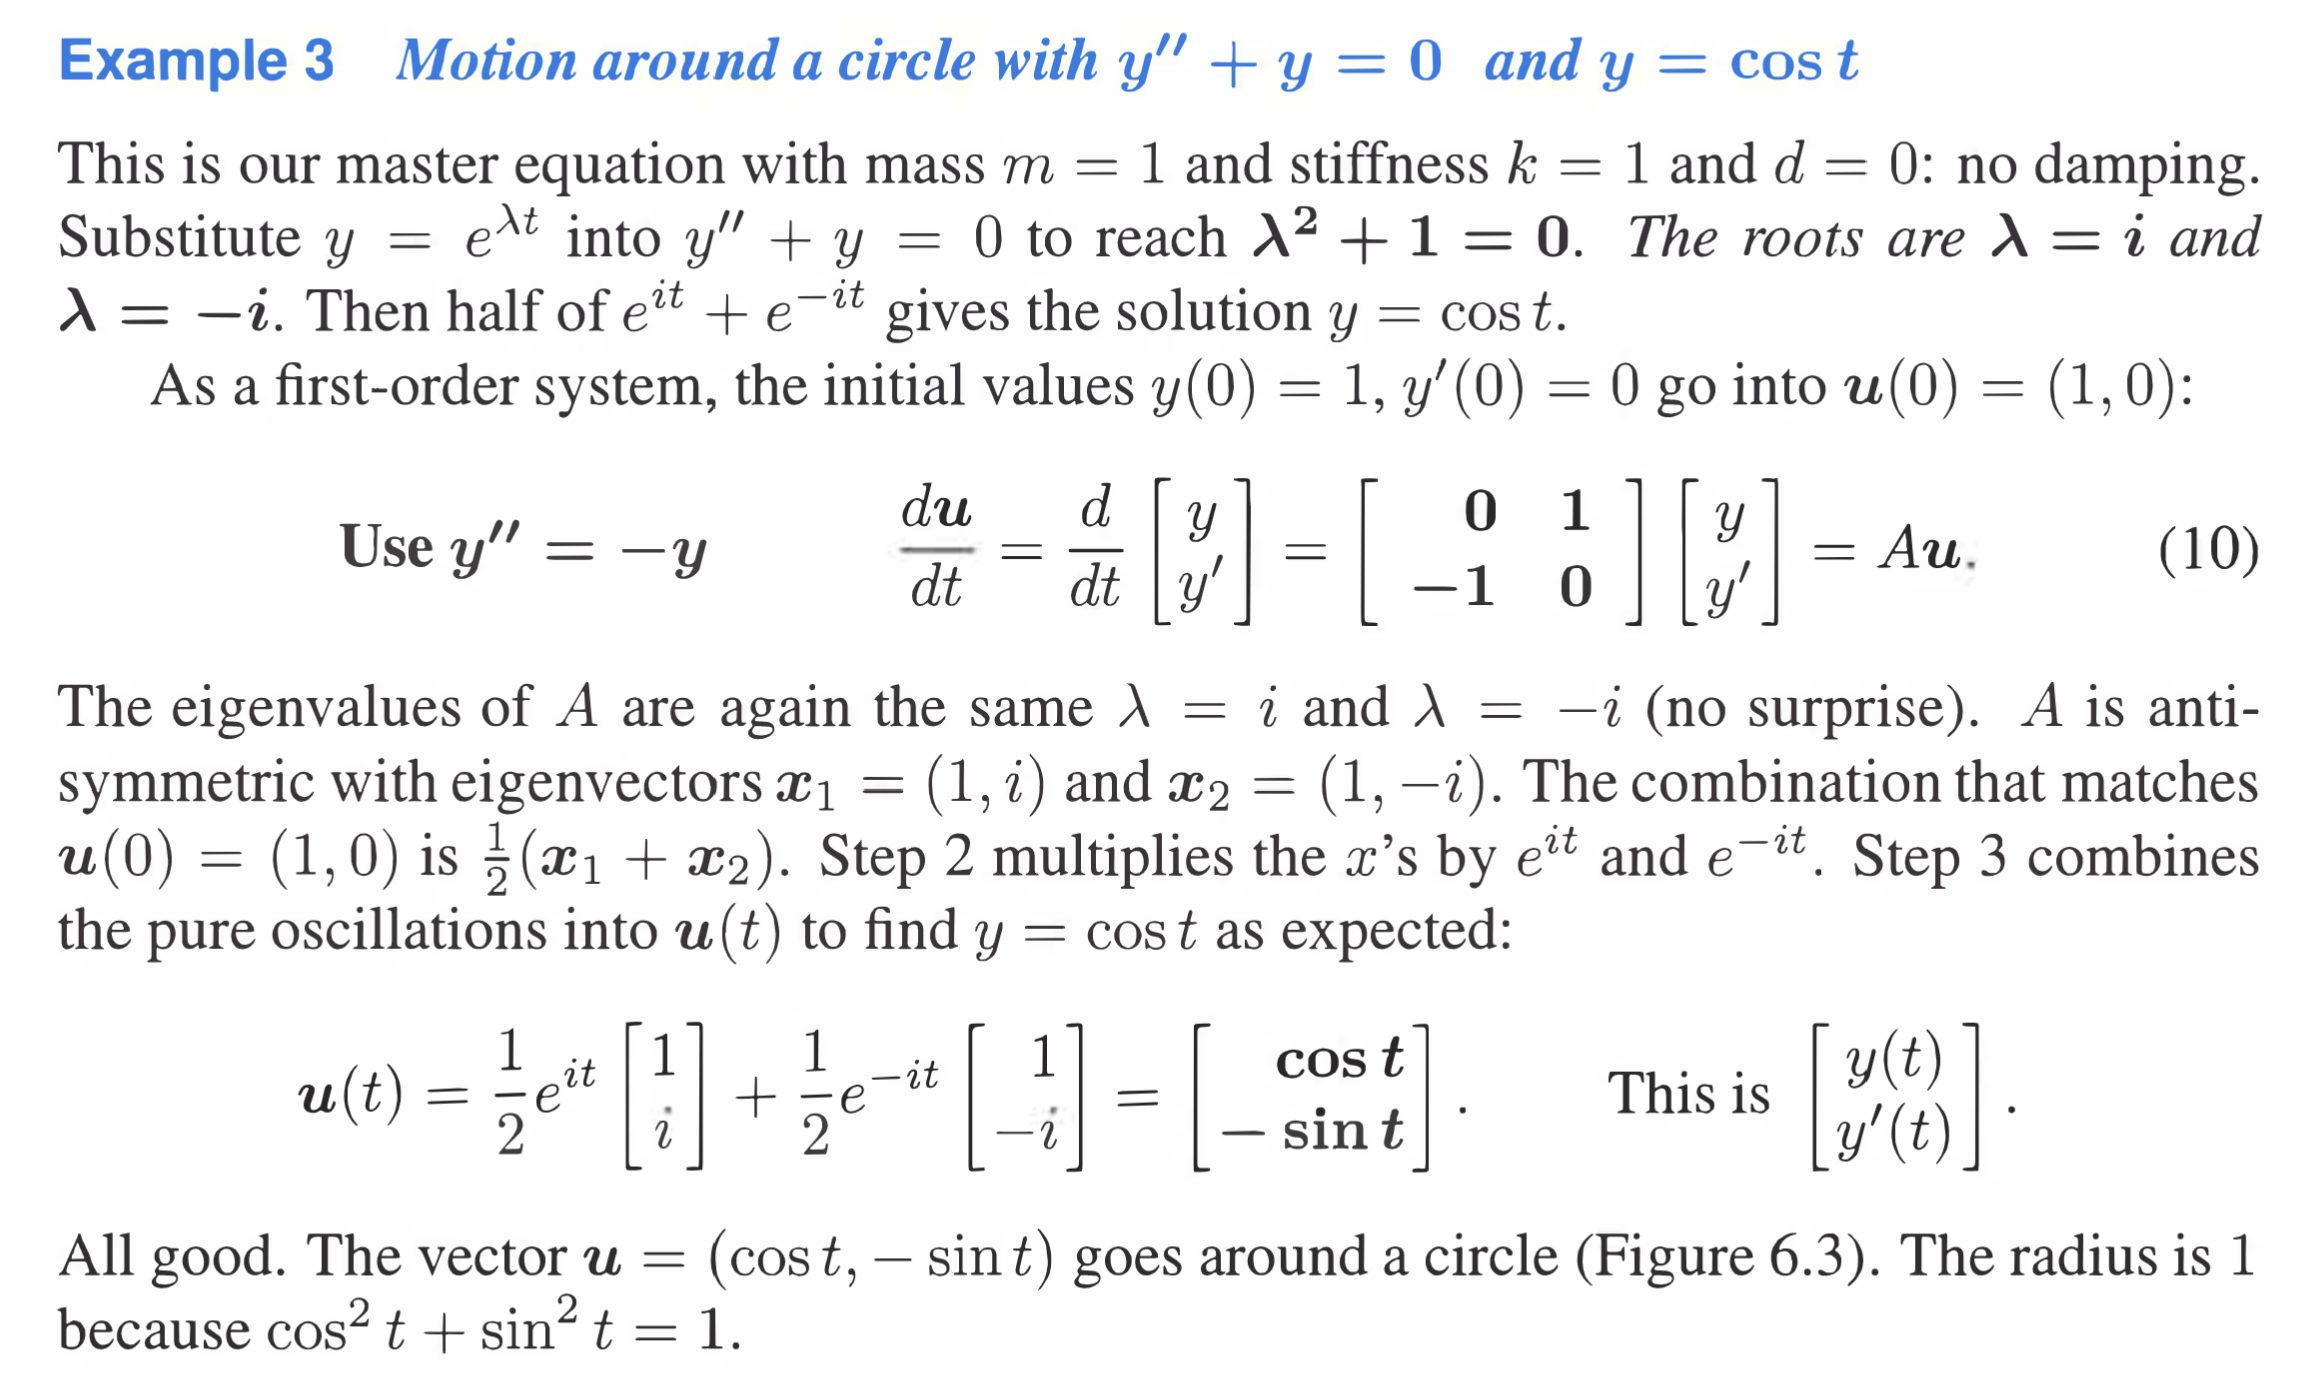 Example 3 Motion around a circle with y″ + y = 0 and y = cos t
This is our master equation with mass m = 1 and stiffness k = 1 and d = 0: no damping.
Substitute y = e^{λt} into y″ + y = 0 to reach λ² + 1 = 0. The roots are λ = i and
λ = −i. Then half of e^{it} + e^{−it} gives the solution y = cos t.
As a first-order system, the initial values y(0) = 1, y′(0) = 0 go into u(0) = (1, 0):
Use y″ = −y    du/dt = d/dt [y; y′] = [0 1; −1 0] [y; y′] = Au.    (10)
The eigenvalues of A are again the same λ = i and λ = −i (no surprise). A is anti-
symmetric with eigenvectors x₁ = (1, i) and x₂ = (1, −i). The combination that matches
u(0) = (1, 0) is ½(x₁ + x₂). Step 2 multiplies the x's by e^{it} and e^{−it}. Step 3 combines
the pure oscillations into u(t) to find y = cos t as expected:
u(t) = 1/2 e^{it} [1; i] + 1/2 e^{−it} [1; −i] = [cos t; − sin t].    This is [y(t); y′(t)].
All good. The vector u = (cos t, − sin t) goes around a circle (Figure 6.3). The radius is 1
because cos² t + sin² t = 1.